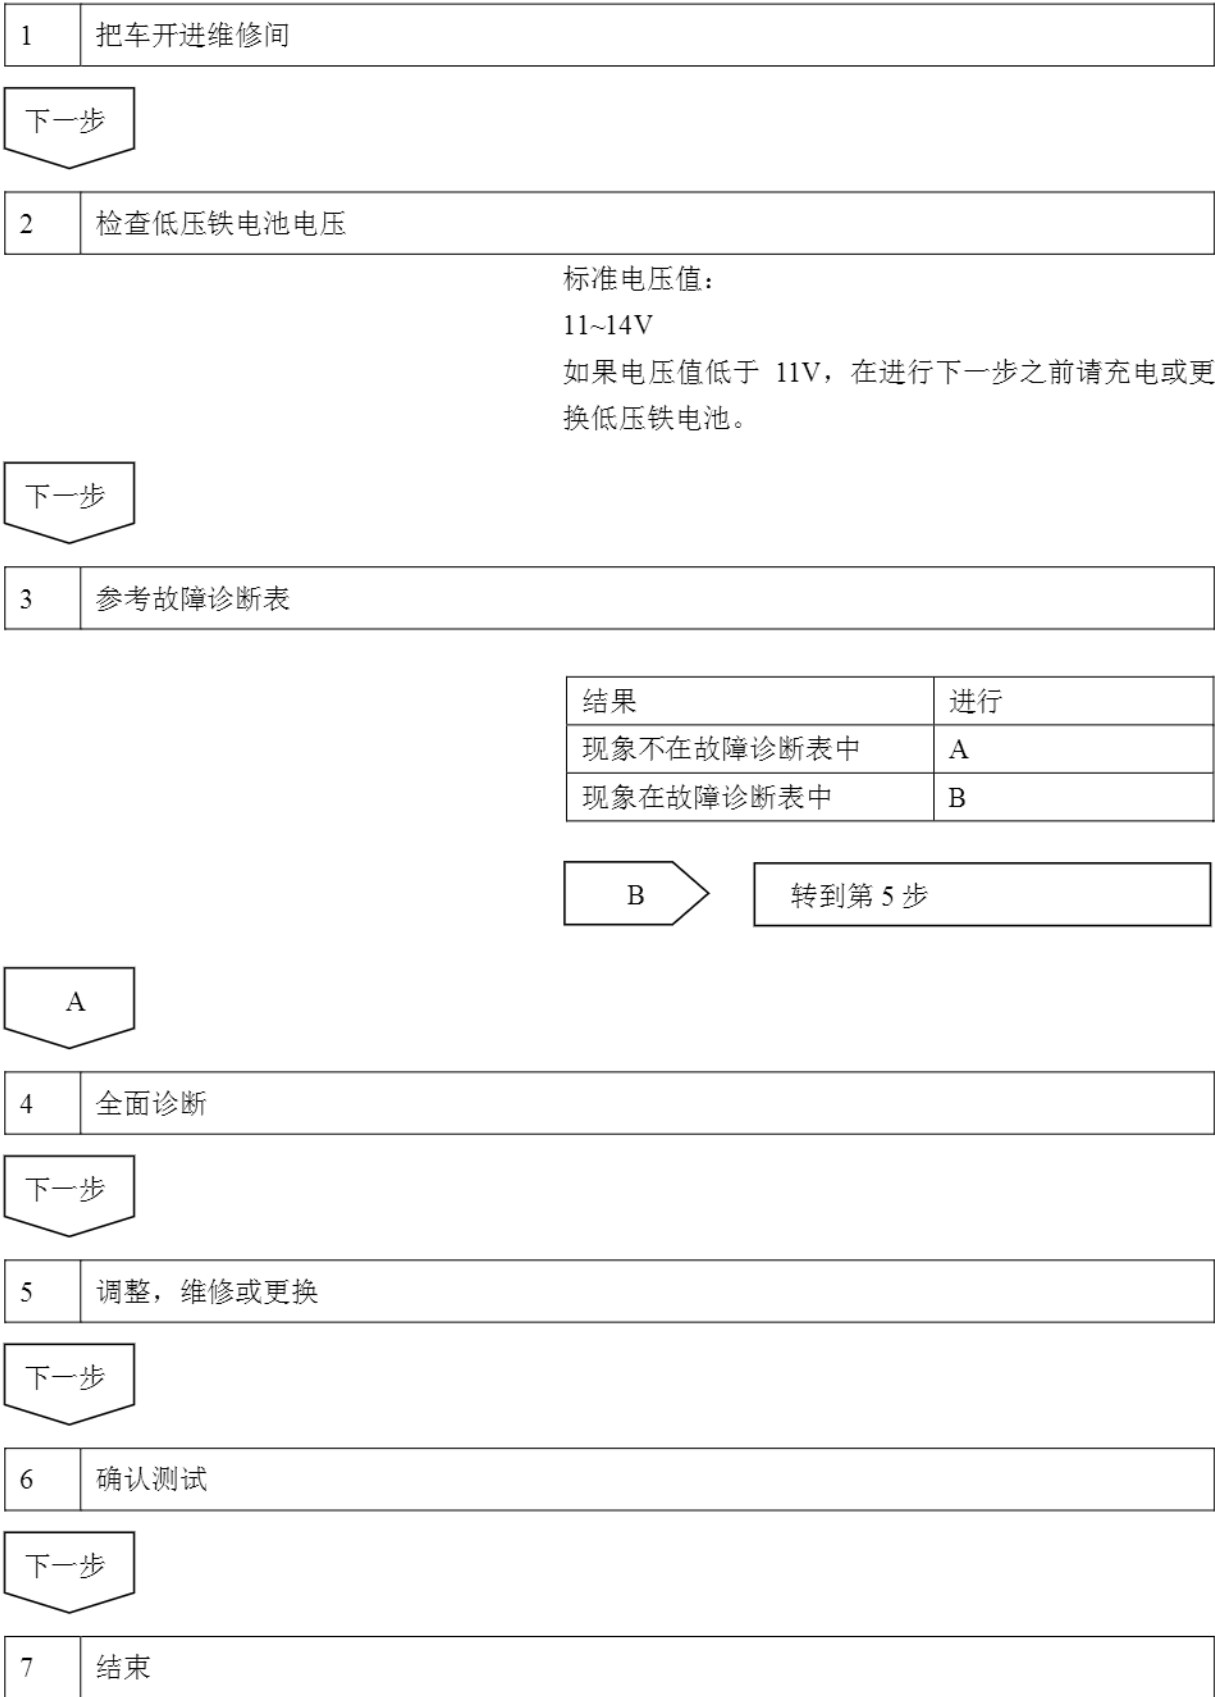 1 把车开进维修间
下一步
2 检查低压铁电池电压
标准电压值：
11~14V
如果电压值低于 11V，在进行下一步之前请充电或更
换低压铁电池。
下一步
3 参考故障诊断表
结果 进行
现象不在故障诊断表中 A
现象在故障诊断表中 B
B 转到第 5 步
A
4 全面诊断
下一步
5 调整，维修或更换
下一步
6 确认测试
下一步
7 结束